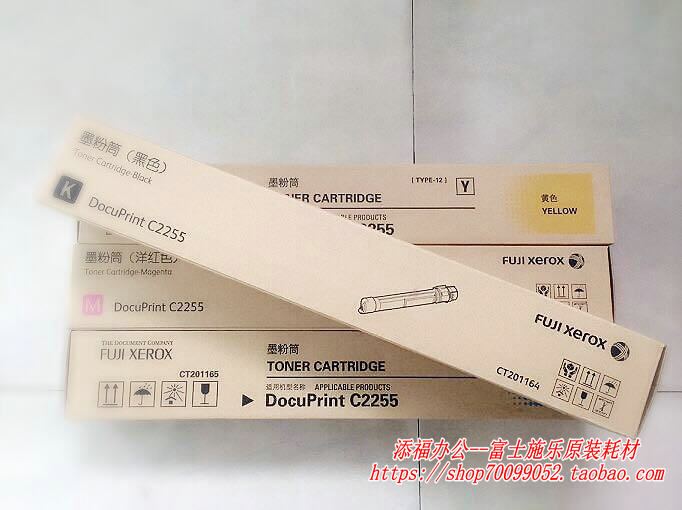 墨粉筒（黑色）
Toner Cartridge-Black
K
DocuPrint C2255
FUJI XEROX
CT201164
墨粉筒
TONER CARTRIDGE
[ TYPE-12 ]
Y
黄色
YELLOW
APPLICABLE PRODUCTS
C2255
墨粉筒（洋红色）
Toner Cartridge-Magenta
M
DocuPrint C2255
FUJI XEROX
THE DOCUMENT COMPANY
FUJI XEROX
CT201165
墨粉筒
TONER CARTRIDGE
适用机型名称 APPLICABLE PRODUCTS
DocuPrint C2255
添福办公--富士施乐原装耗材
https://shop70099052.taobao.com/